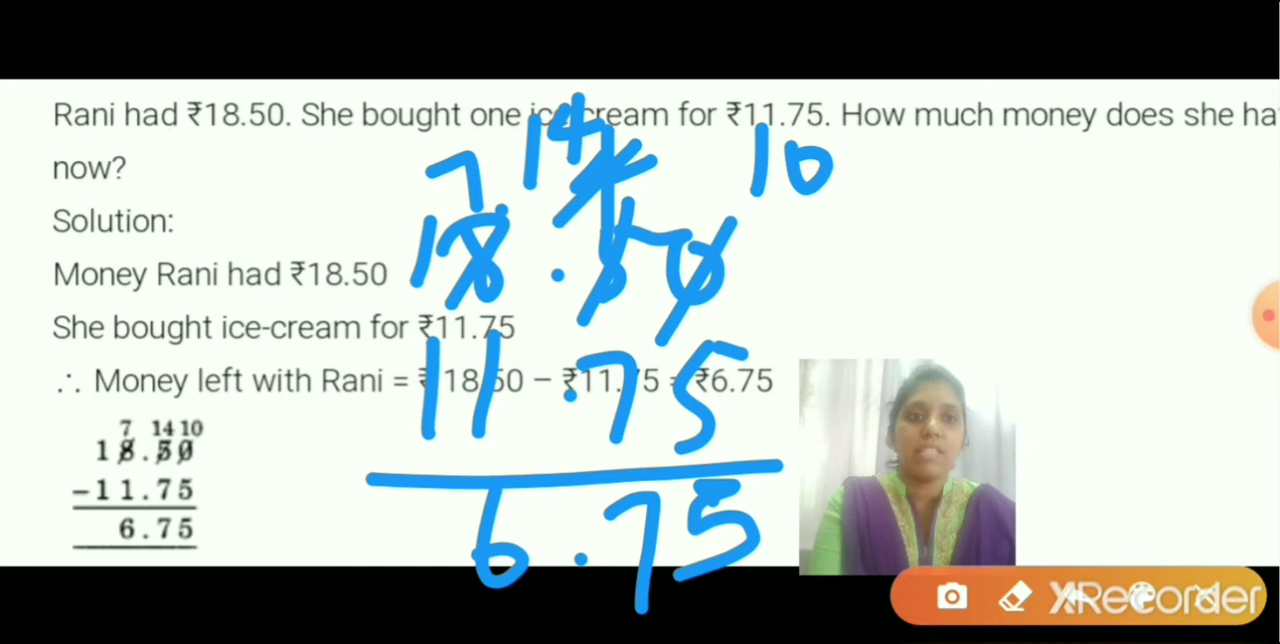 Rani had ₹18.50. She bought one ice-cream for ₹11.75. How much money does she ha
now?
Solution:
Money Rani had ₹18.50
She bought ice-cream for ₹11.75
∴ Money left with Rani = ₹ 18.50 – ₹11.75 = ₹6.75
7 14 10
18.50
-11.75
6.75
7 14 10
18.50
11.75
6.75
XRecorder